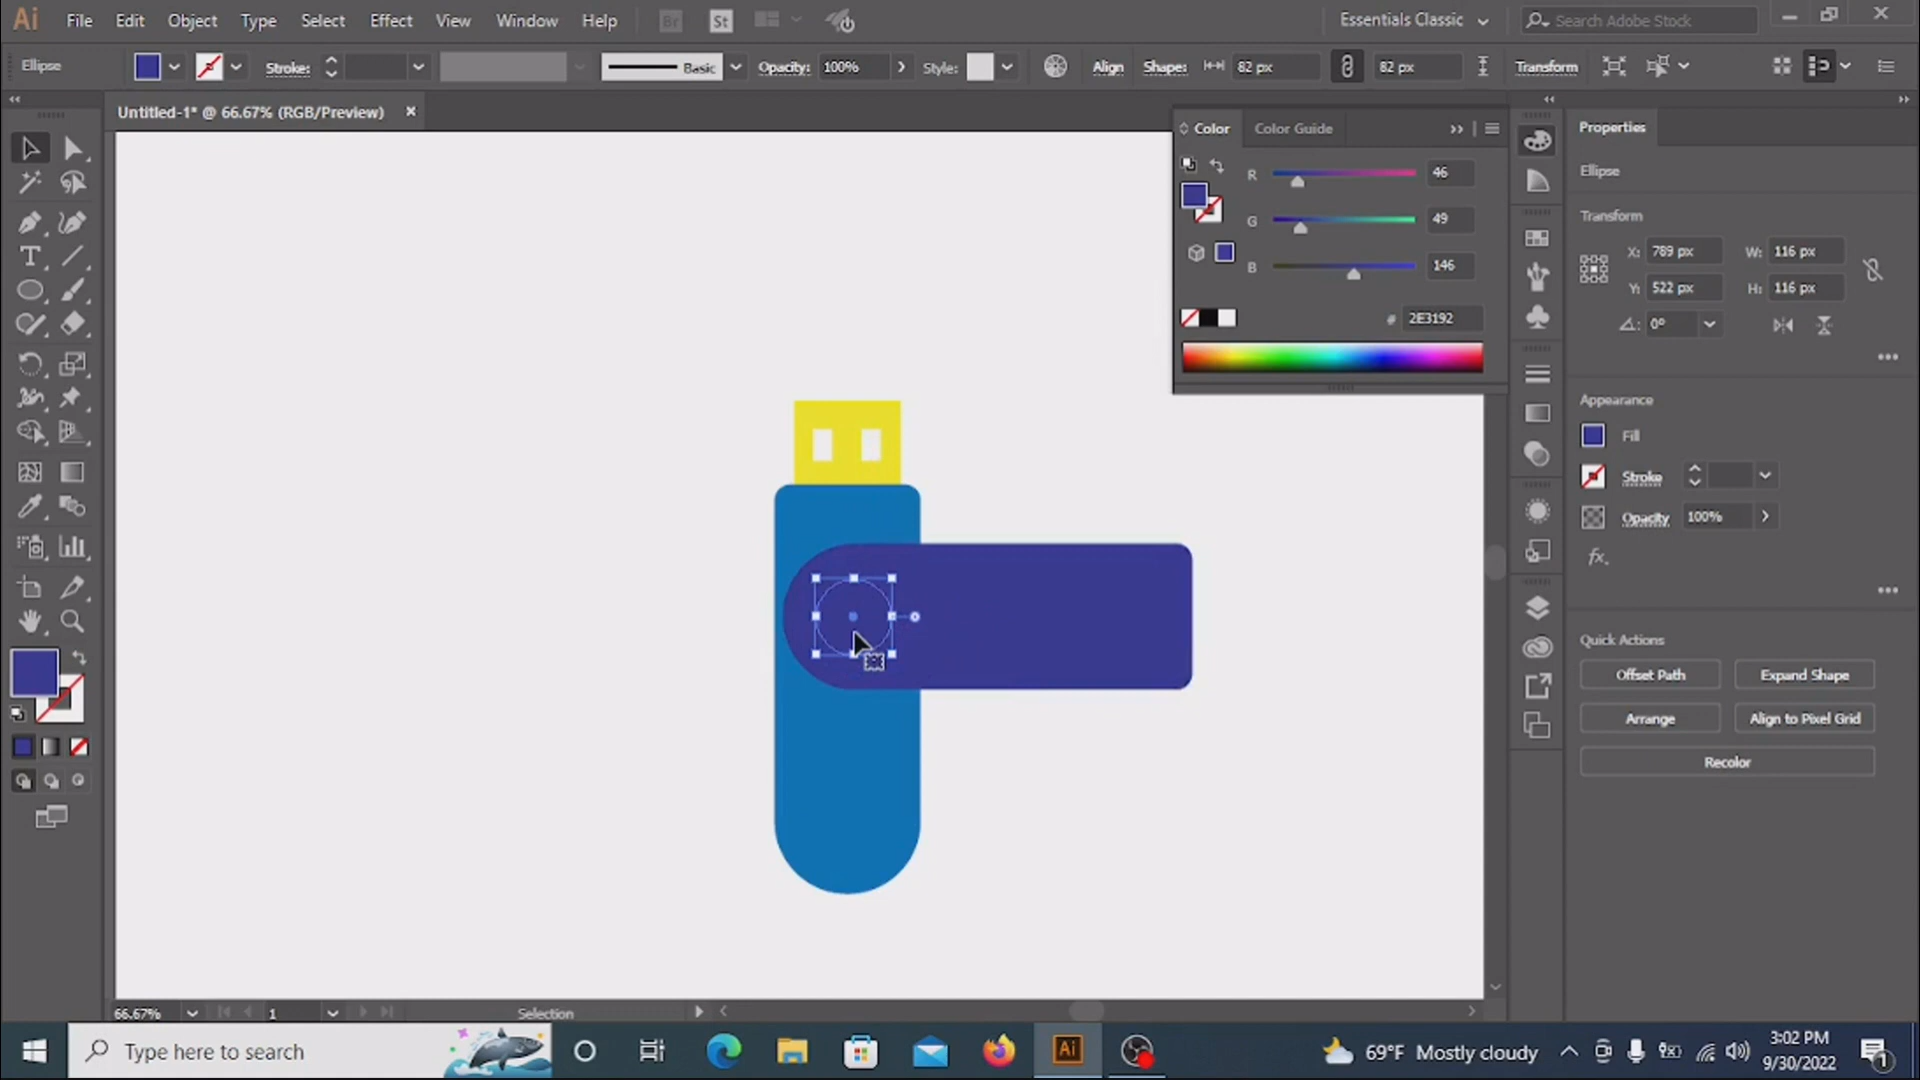 Ai File Edit Object Type Select Effect View Window Help Br St Essentials Classic Search Adobe Stock
Ellipse Stroke: Basic Opacity: 100% Style: Align Shape: 82 px 82 px Transform
Untitled-1* @ 66.67% (RGB/Preview)
Color Color Guide
R 46
G 49
B 146
# 2E3192
Properties
Ellipse
Transform
X: 789 px W: 116 px
Y: 522 px H: 116 px
0°
Appearance
Fill
Stroke
Opacity 100%
fx.
Quick Actions
Offset Path Expand Shape
Arrange Align to Pixel Grid
Recolor
66.67% 1 Selection
Type here to search Ai 69°F Mostly cloudy 3:02 PM
9/30/2022
1